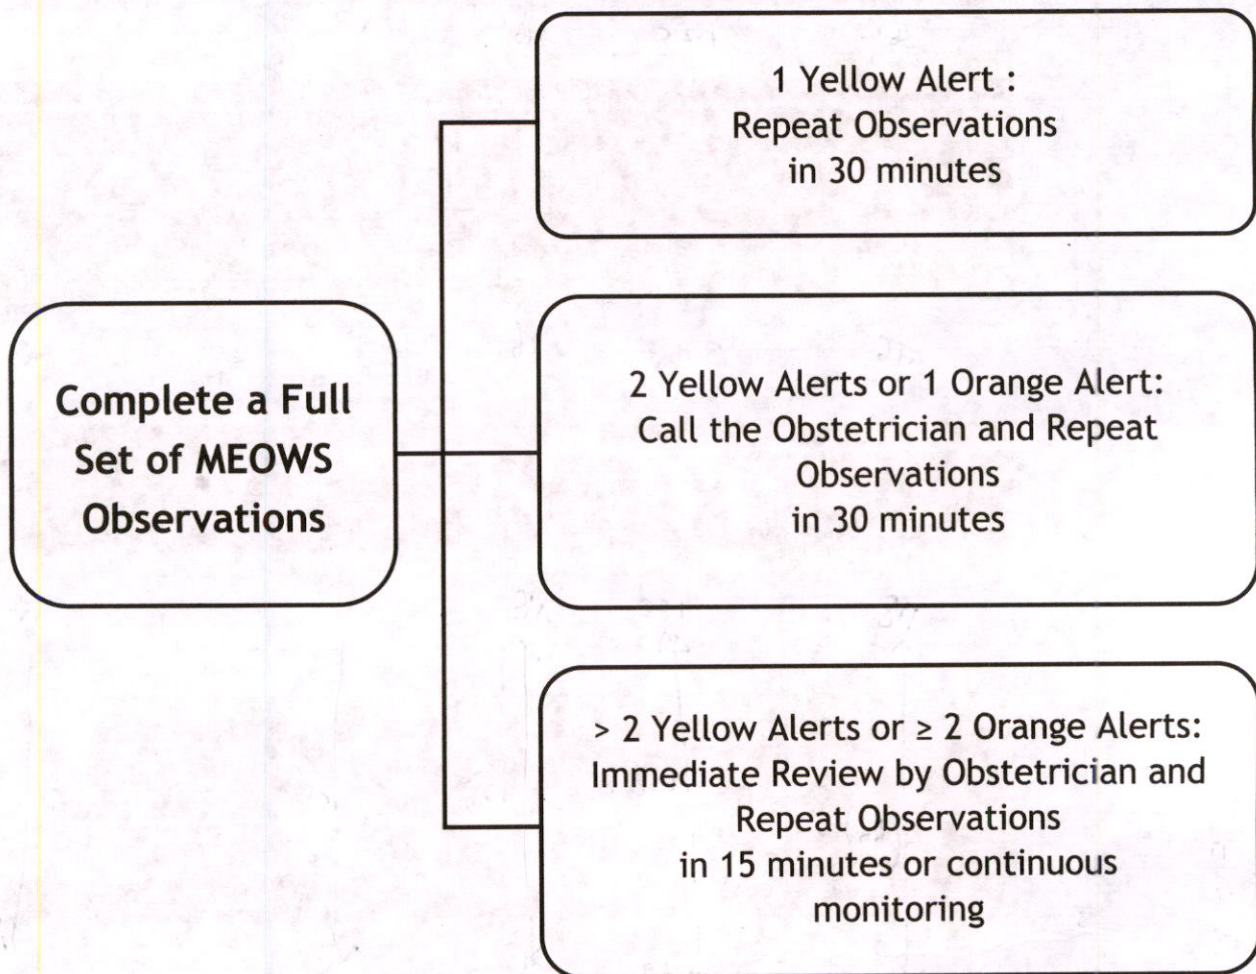 Complete a Full
Set of MEOWS
Observations
1 Yellow Alert :
Repeat Observations
in 30 minutes
2 Yellow Alerts or 1 Orange Alert:
Call the Obstetrician and Repeat
Observations
in 30 minutes
> 2 Yellow Alerts or ≥ 2 Orange Alerts:
Immediate Review by Obstetrician and
Repeat Observations
in 15 minutes or continuous
monitoring